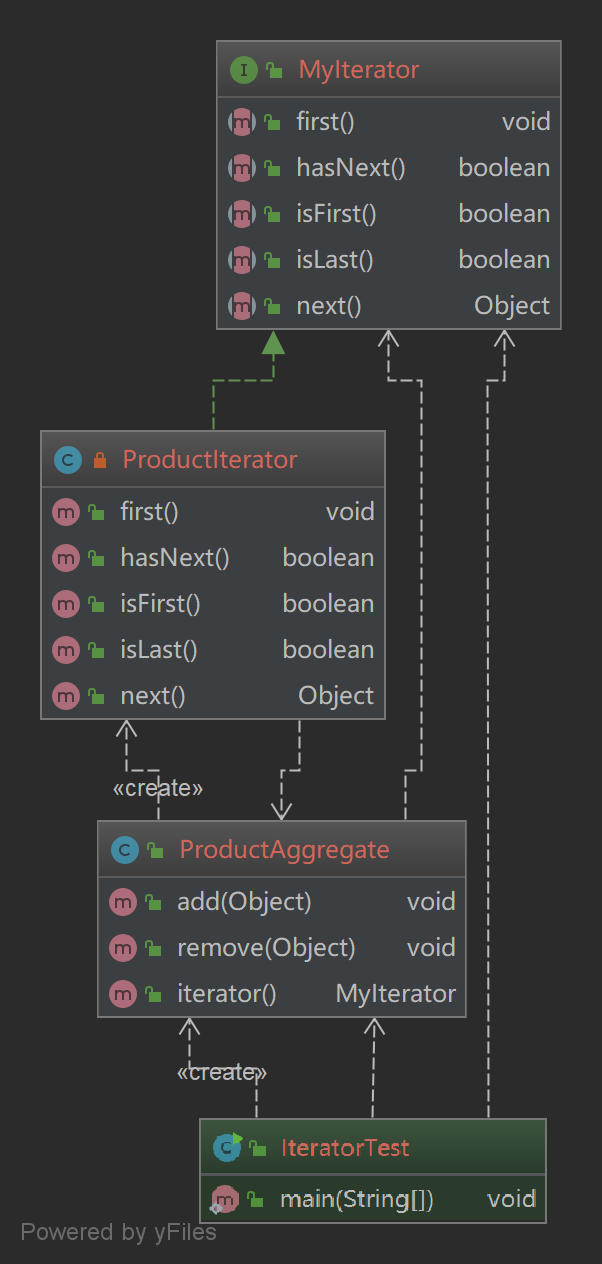 I MyIterator
m first() void
m hasNext() boolean
m isFirst() boolean
m isLast() boolean
m next() Object
C ProductIterator
m first() void
m hasNext() boolean
m isFirst() boolean
m isLast() boolean
m next() Object
«create»
C ProductAggregate
m add(Object) void
m remove(Object) void
m iterator() MyIterator
«create»
C IteratorTest
m main(String[]) void
Powered by yFiles